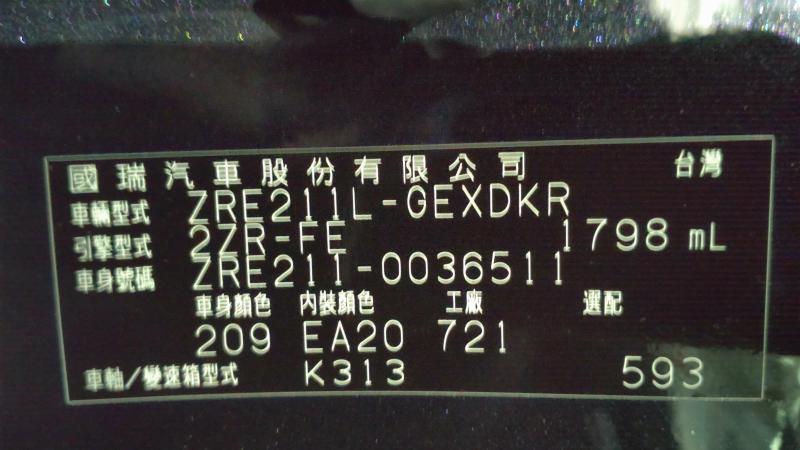 國瑞汽車股份有限公司 台灣
車輛型式 ZRE211L-GEXDKR
引擎型式 2ZR-FE 1798 mL
車身號碼 ZRE211-0036511
車身顏色 內裝顏色 工廠 選配
209 EA20 721
車軸/變速箱型式 K313 593